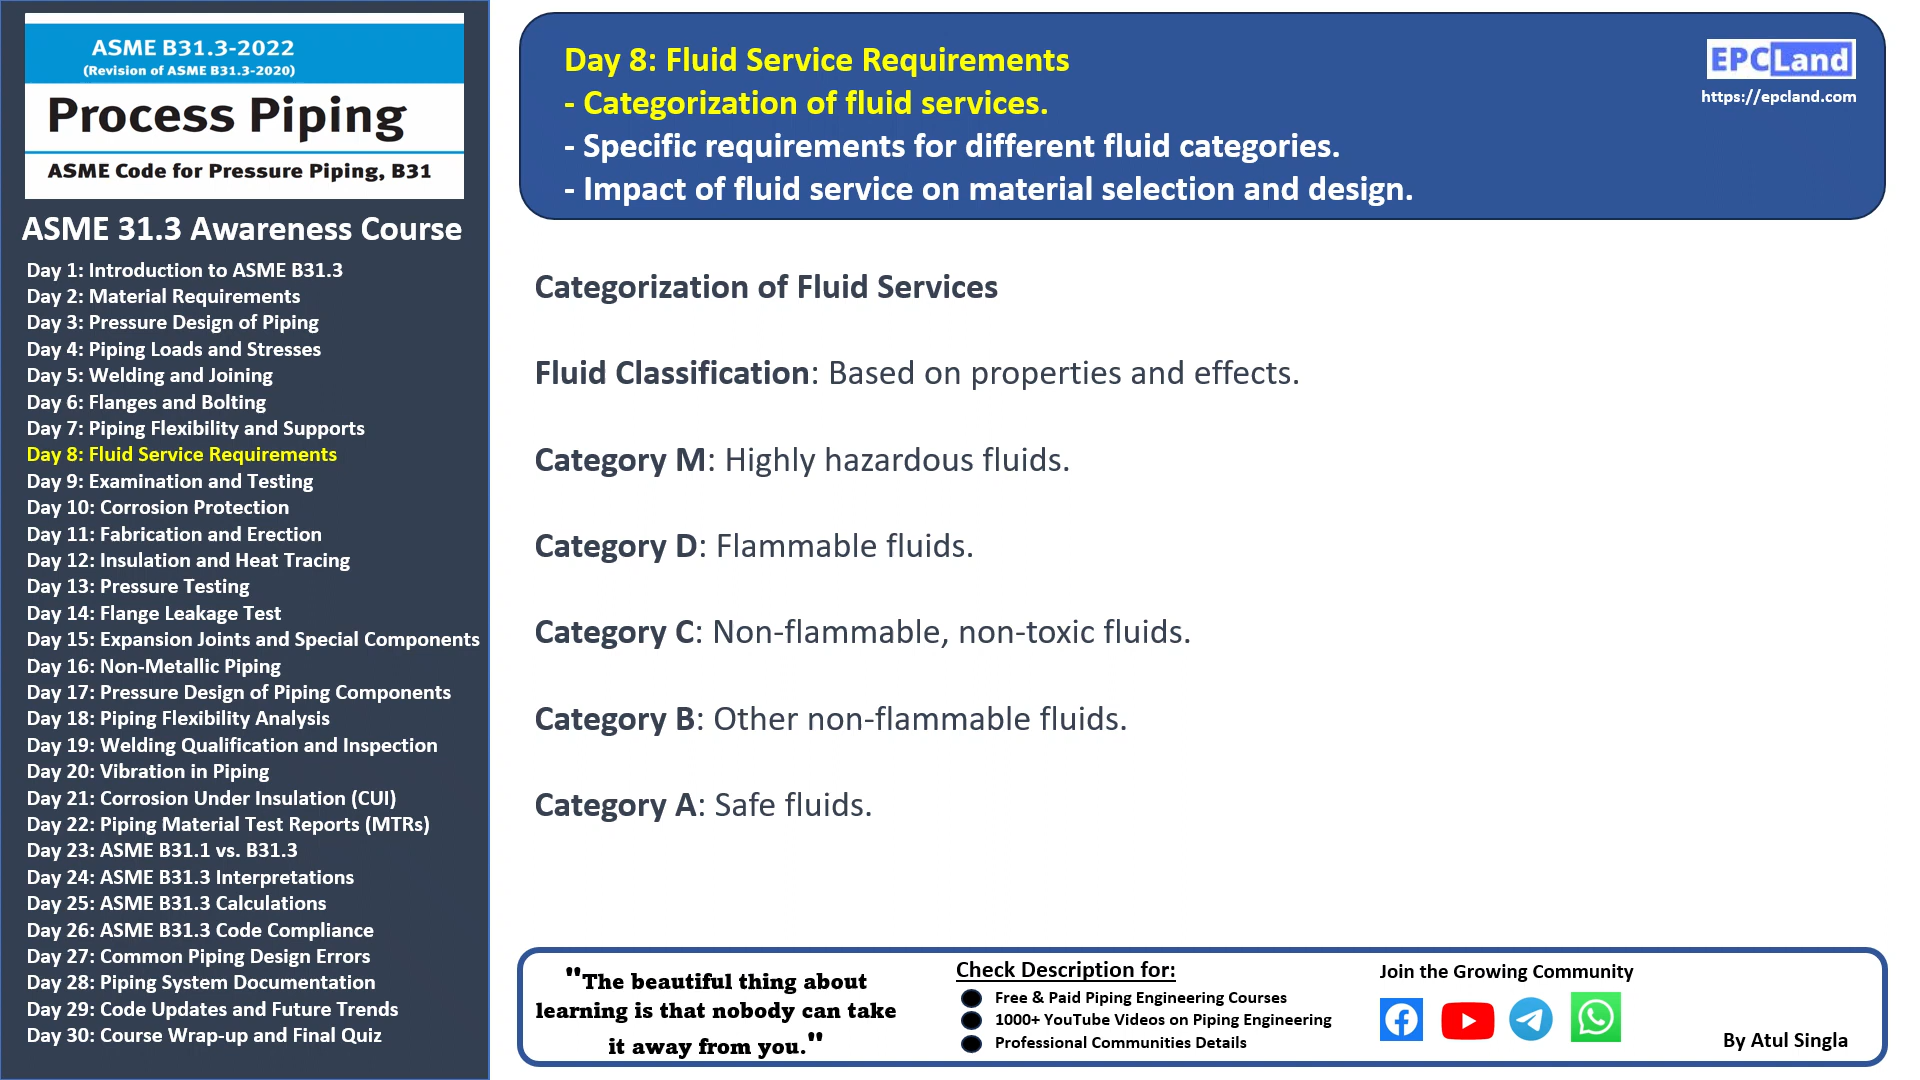 ASME B31.3-2022
(Revision of ASME B31.3-2020)
Process Piping
ASME Code for Pressure Piping, B31
ASME 31.3 Awareness Course
Day 1: Introduction to ASME B31.3
Day 2: Material Requirements
Day 3: Pressure Design of Piping
Day 4: Piping Loads and Stresses
Day 5: Welding and Joining
Day 6: Flanges and Bolting
Day 7: Piping Flexibility and Supports
Day 8: Fluid Service Requirements
Day 9: Examination and Testing
Day 10: Corrosion Protection
Day 11: Fabrication and Erection
Day 12: Insulation and Heat Tracing
Day 13: Pressure Testing
Day 14: Flange Leakage Test
Day 15: Expansion Joints and Special Components
Day 16: Non-Metallic Piping
Day 17: Pressure Design of Piping Components
Day 18: Piping Flexibility Analysis
Day 19: Welding Qualification and Inspection
Day 20: Vibration in Piping
Day 21: Corrosion Under Insulation (CUI)
Day 22: Piping Material Test Reports (MTRs)
Day 23: ASME B31.1 vs. B31.3
Day 24: ASME B31.3 Interpretations
Day 25: ASME B31.3 Calculations
Day 26: ASME B31.3 Code Compliance
Day 27: Common Piping Design Errors
Day 28: Piping System Documentation
Day 29: Code Updates and Future Trends
Day 30: Course Wrap-up and Final Quiz
Day 8: Fluid Service Requirements
- Categorization of fluid services.
- Specific requirements for different fluid categories.
- Impact of fluid service on material selection and design.
EPCLand
https://epcland.com
Categorization of Fluid Services
Fluid Classification: Based on properties and effects.
Category M: Highly hazardous fluids.
Category D: Flammable fluids.
Category C: Non-flammable, non-toxic fluids.
Category B: Other non-flammable fluids.
Category A: Safe fluids.
"The beautiful thing about
learning is that nobody can take
it away from you."
Check Description for:
Free & Paid Piping Engineering Courses
1000+ YouTube Videos on Piping Engineering
Professional Communities Details
Join the Growing Community
By Atul Singla